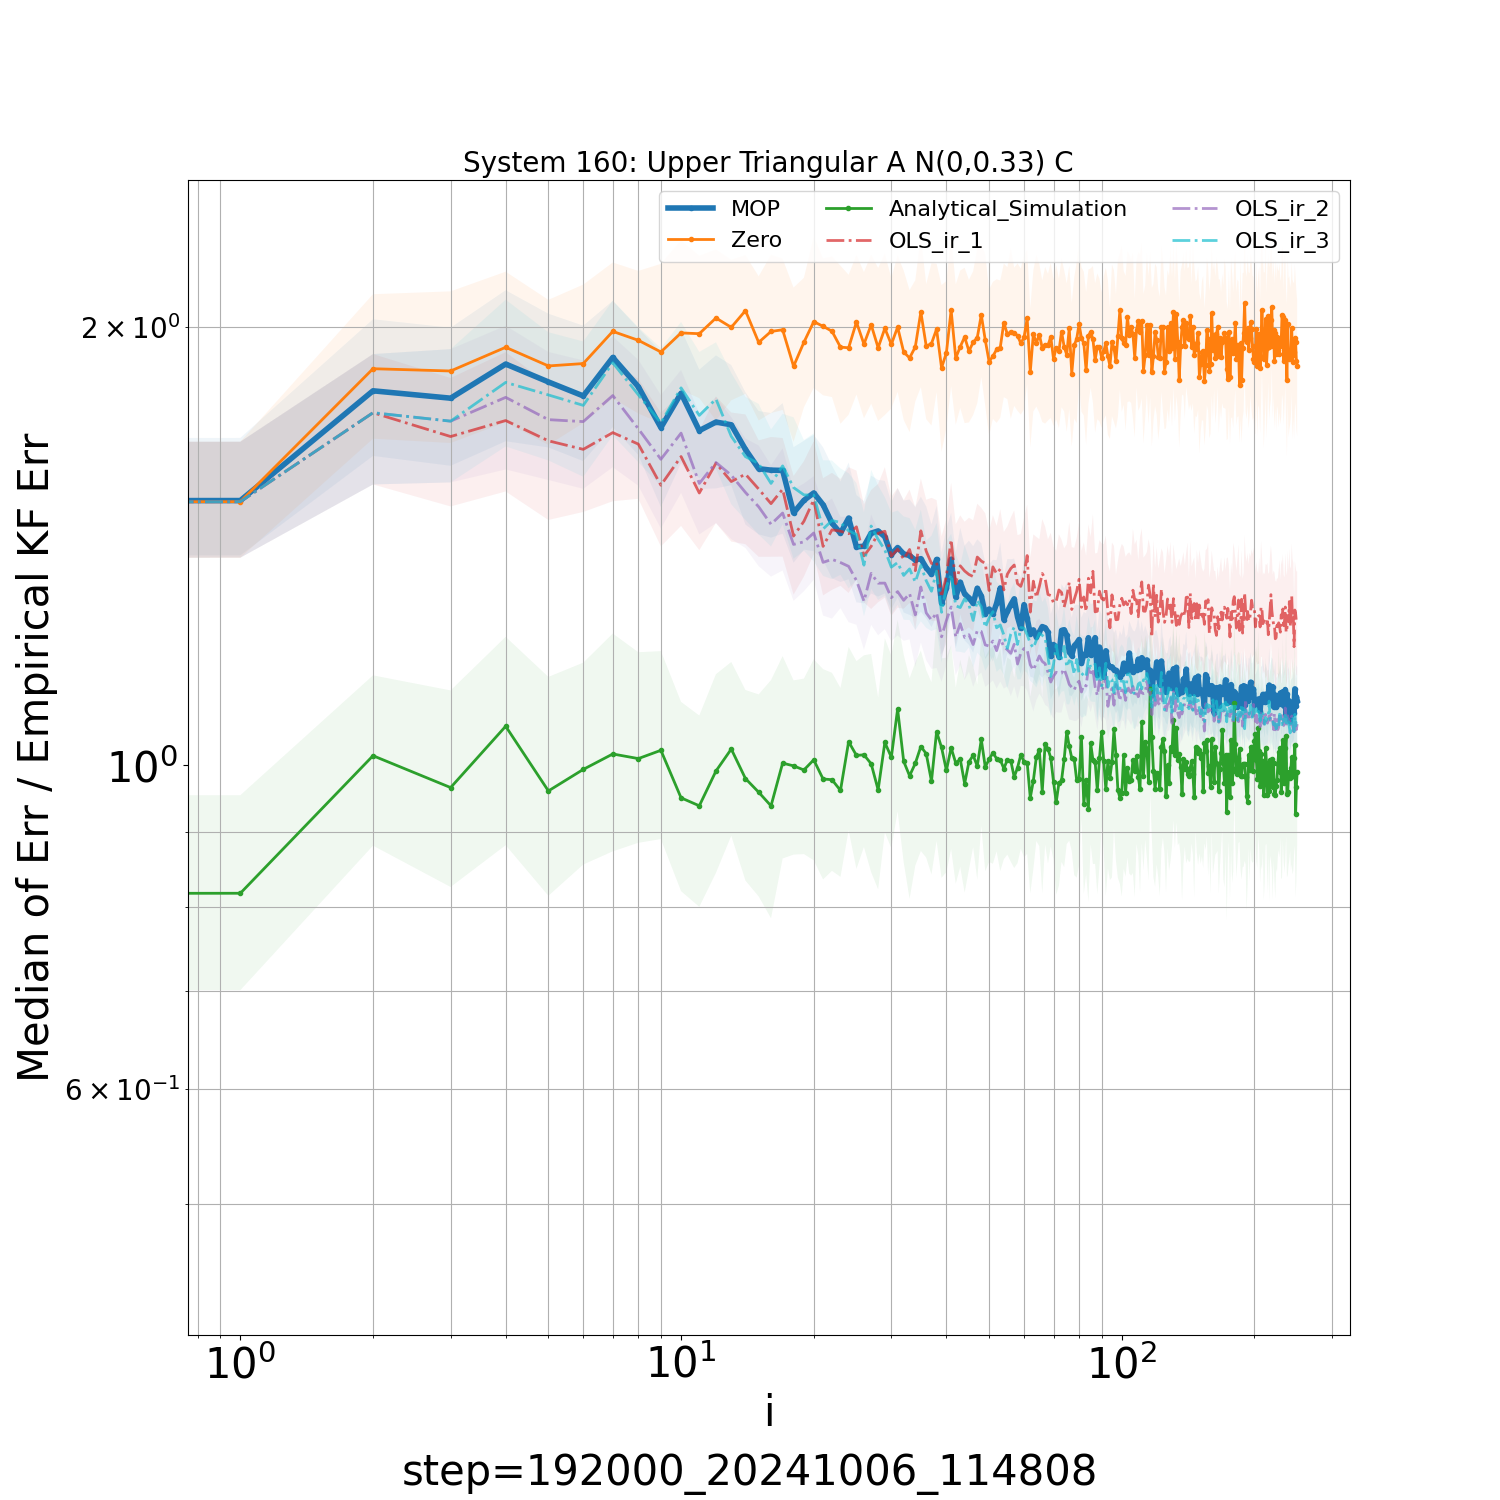 System 160: Upper Triangular A N(0,0.33) C
MOP
Zero
Analytical_Simulation
OLS_ir_1
OLS_ir_2
OLS_ir_3
Median of Err / Empirical KF Err
2 × 10⁰
10⁰
6 × 10⁻¹
10⁰ 10¹ 10²
i
step=192000_20241006_114808